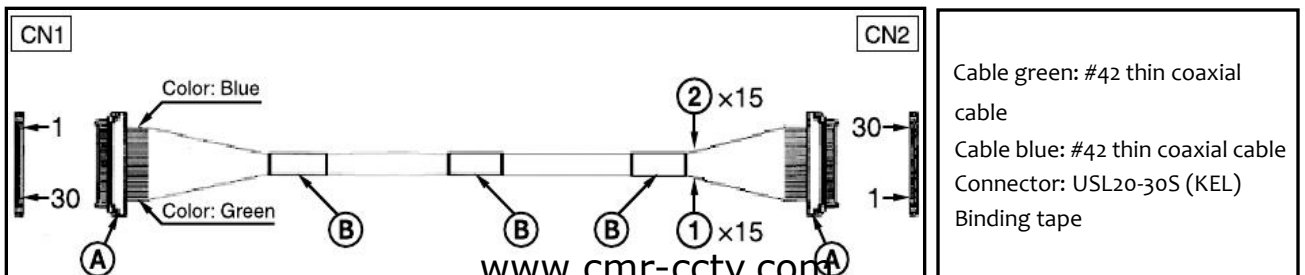 CN1
CN2
Color: Blue
2 ×15
1
30
30
1
Color: Green
B
B
B
1 ×15
A
A
www.cmr-cctv.com
Cable green: #42 thin coaxial
cable
Cable blue: #42 thin coaxial cable
Connector: USL20-30S (KEL)
Binding tape